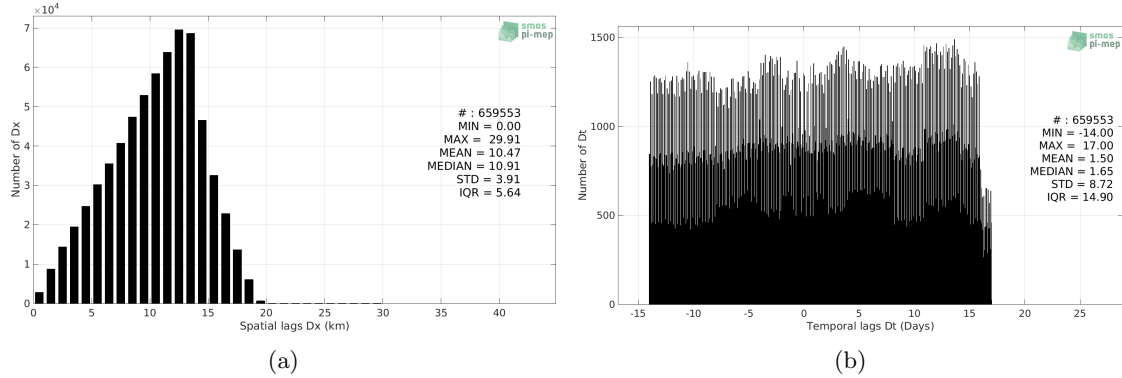 ×10⁴
7
6
5
4
3
2
1
0
Number of Dx
0 5 10 15 20 25 30 35 40
Spatial lags Dx (km)
smos
pi-mep
# : 659553
MIN = 0.00
MAX = 29.91
MEAN = 10.47
MEDIAN = 10.91
STD = 3.91
IQR = 5.64
(a)
1500
1000
500
0
Number of Dt
-15 -10 -5 0 5 10 15 20 25
Temporal lags Dt (Days)
smos
pi-mep
# : 659553
MIN = -14.00
MAX = 17.00
MEAN = 1.50
MEDIAN = 1.65
STD = 8.72
IQR = 14.90
(b)